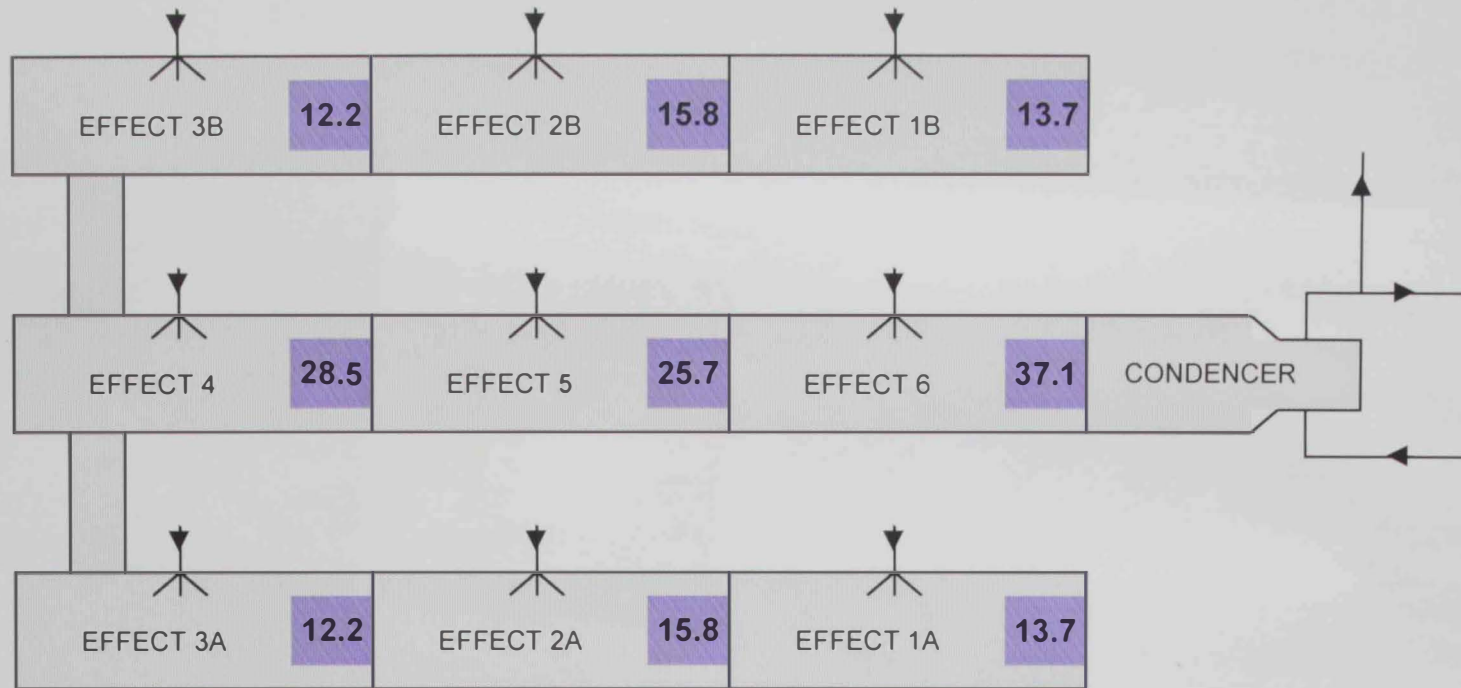 EFFECT 3B 12.2 EFFECT 2B 15.8 EFFECT 1B 13.7
EFFECT 4 28.5 EFFECT 5 25.7 EFFECT 6 37.1 CONDENCER
EFFECT 3A 12.2 EFFECT 2A 15.8 EFFECT 1A 13.7